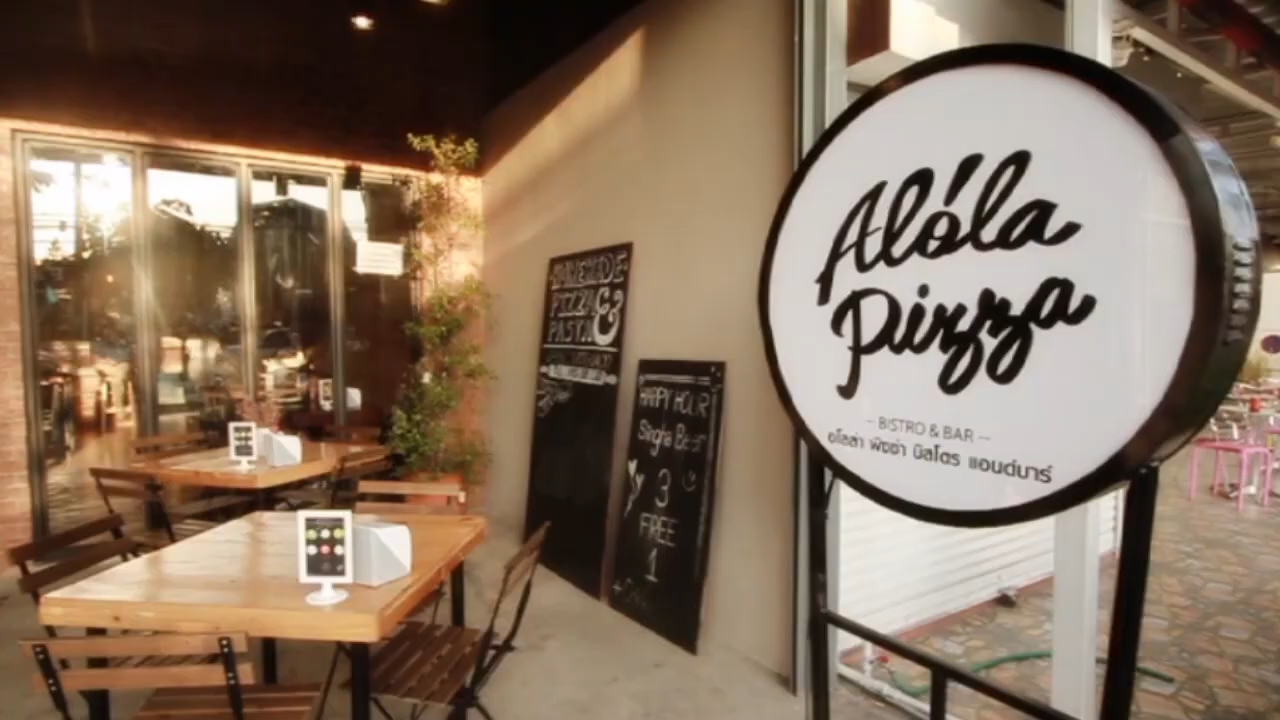 HOMEMADE
PIZZA &
PASTA
HAPPY HOUR
Singha Beer
3
FREE
1
Alóla
Pizza
BISTRO & BAR
อโลล่า พิซซ่า บิสโตร แอนด์บาร์